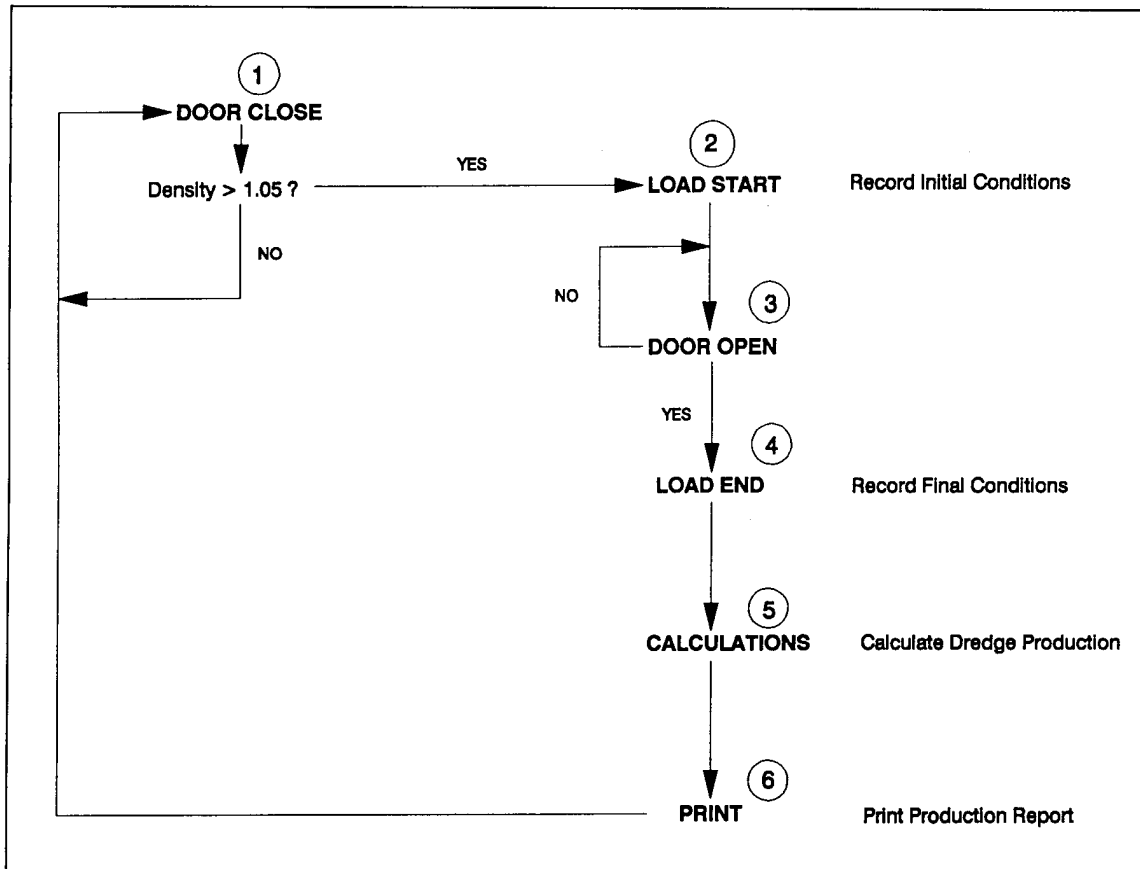 1
DOOR CLOSE
Density > 1.05 ?
YES
NO
2
LOAD START
Record Initial Conditions
NO
3
DOOR OPEN
YES
4
LOAD END
Record Final Conditions
5
CALCULATIONS
Calculate Dredge Production
6
PRINT
Print Production Report